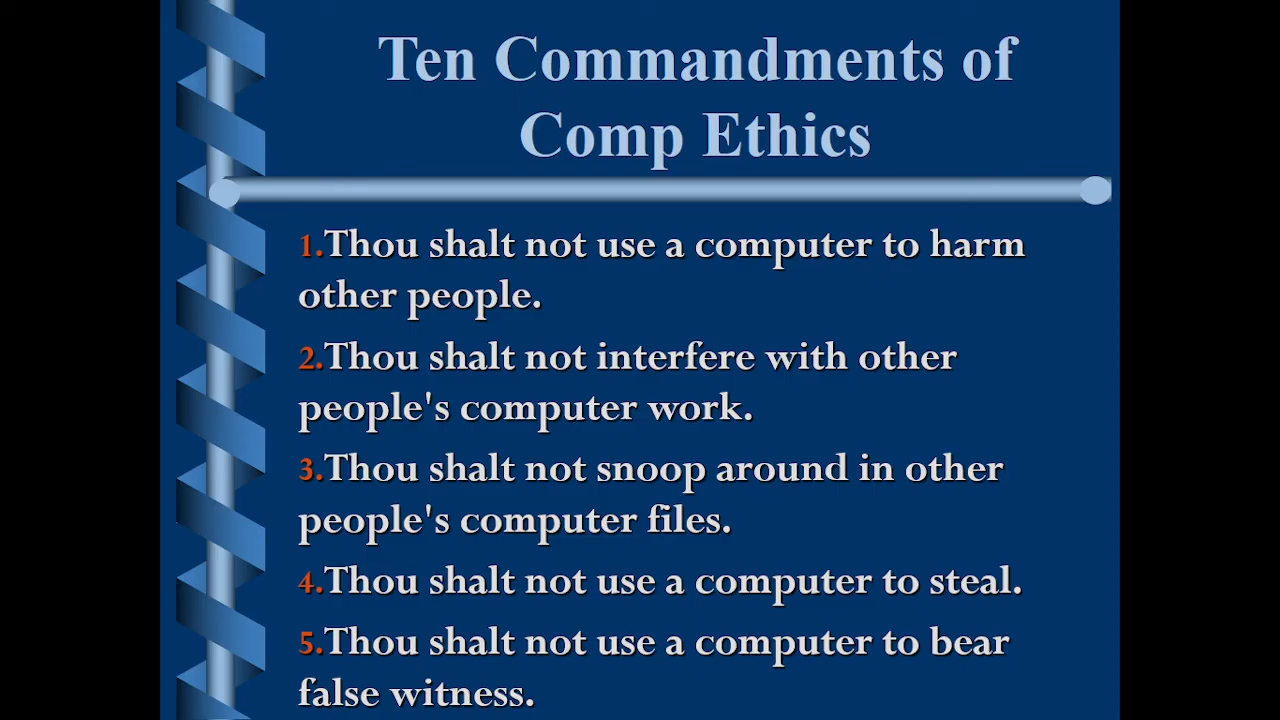 Ten Commandments of
Comp Ethics
1.Thou shalt not use a computer to harm
other people.
2.Thou shalt not interfere with other
people's computer work.
3.Thou shalt not snoop around in other
people's computer files.
4.Thou shalt not use a computer to steal.
5.Thou shalt not use a computer to bear
false witness.